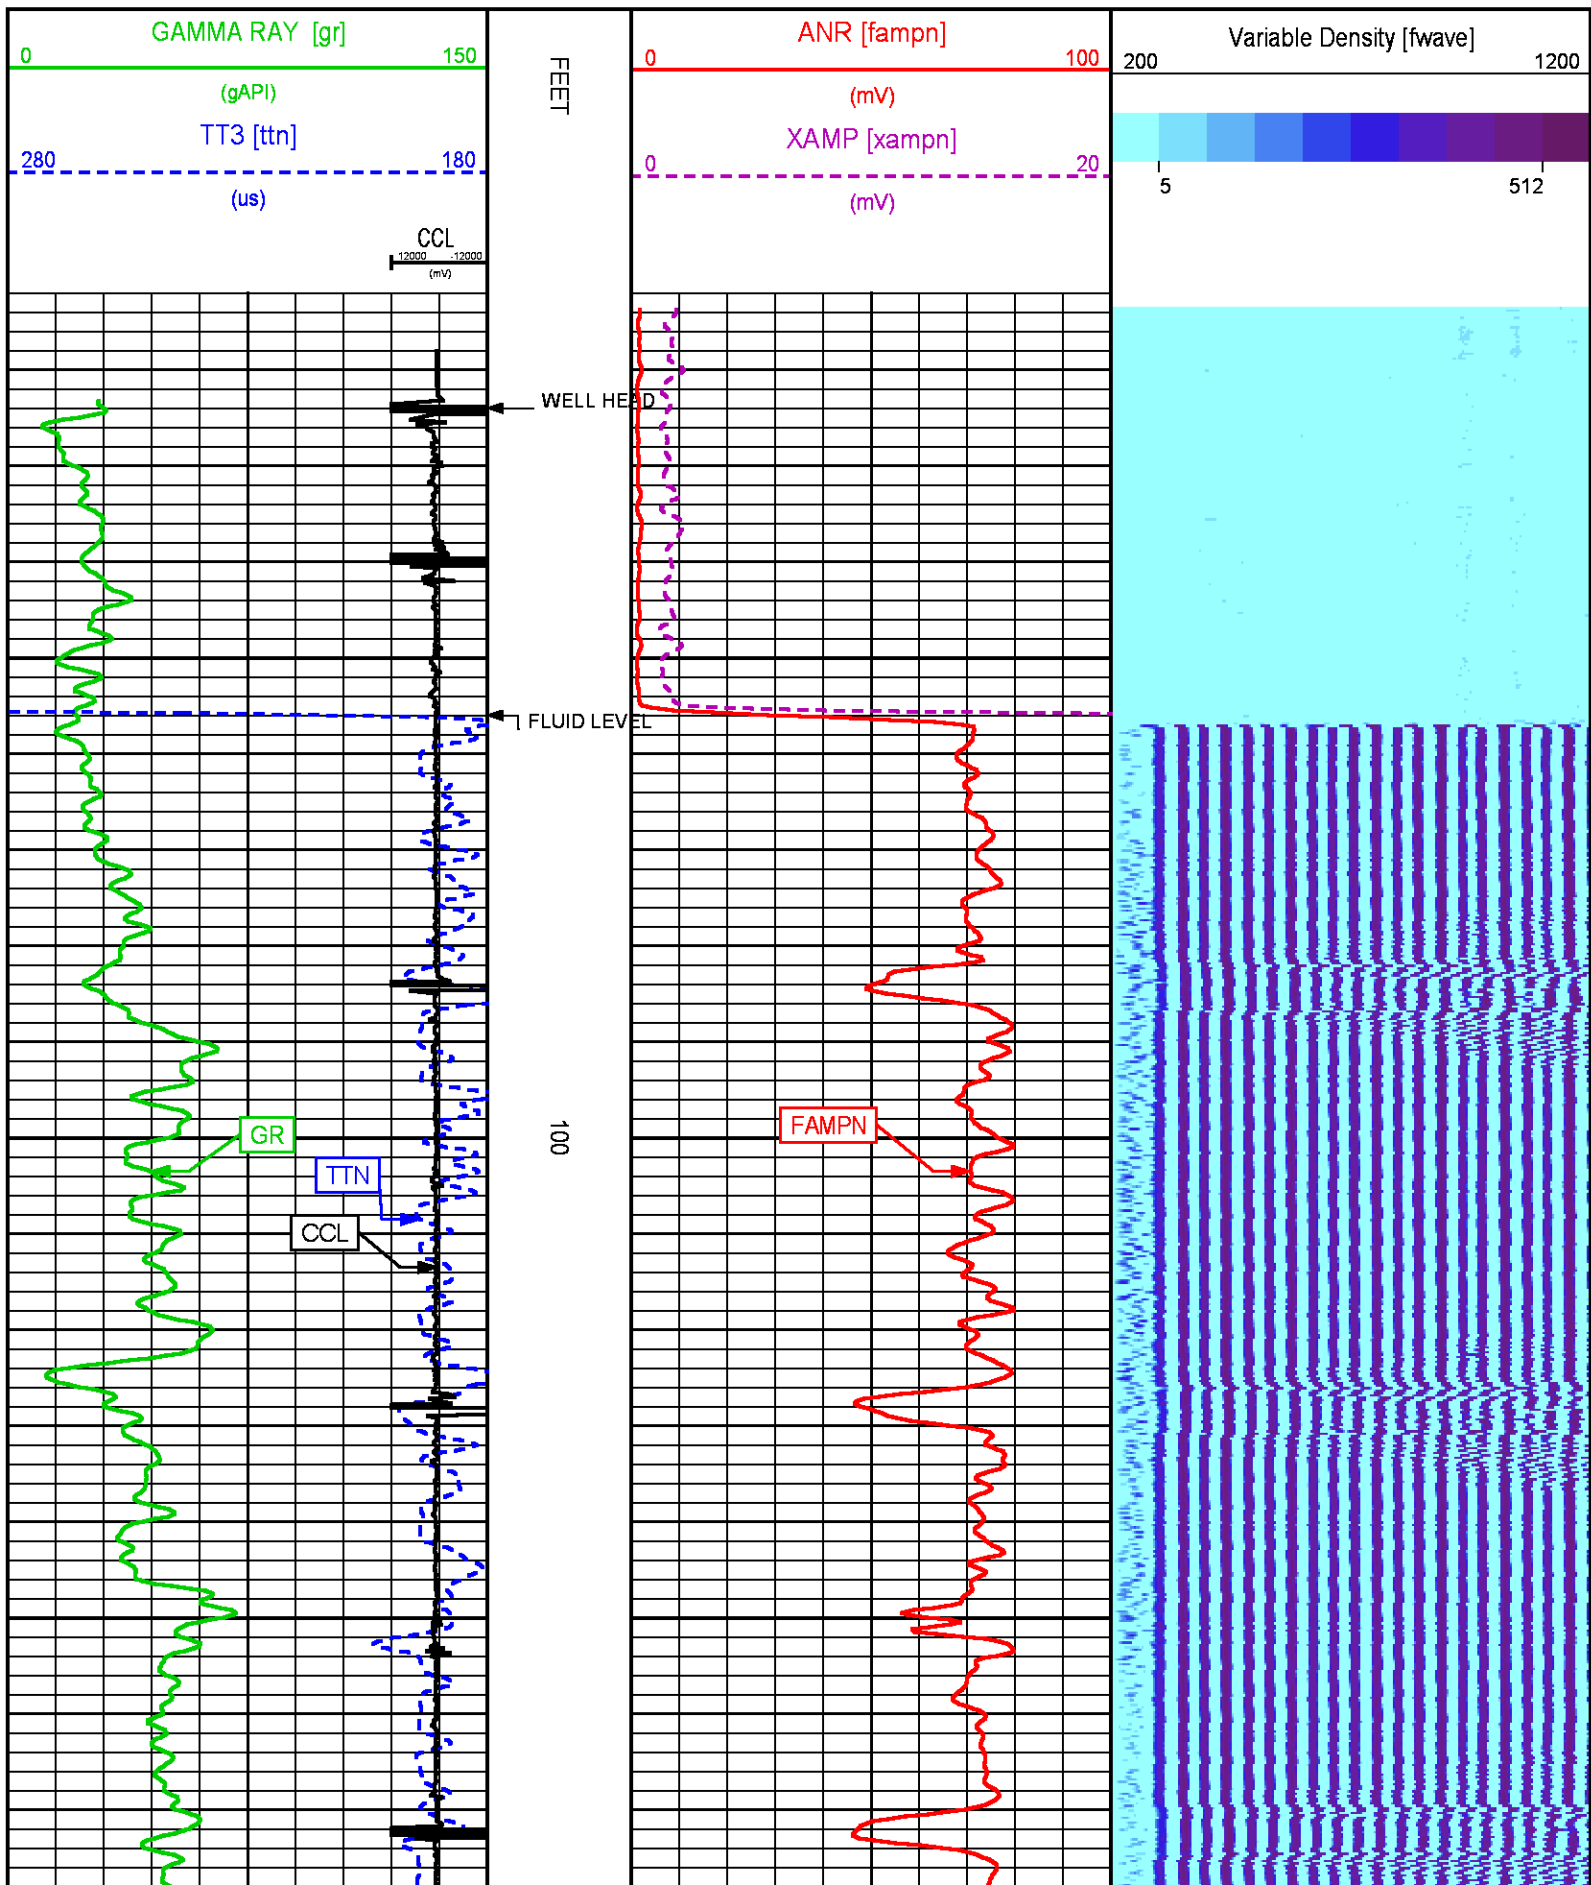 GAMMA RAY [gr]
0 150
(gAPI)
TT3 [ttn]
280 180
(us)
CCL
12000 -12000
(mV)
FEET
ANR [fampn]
0 100
(mV)
XAMP [xampn]
0 20
(mV)
Variable Density [fwave]
200 1200
5 512
WELL HEAD
FLUID LEVEL
100
GR
TTN
CCL
FAMPN